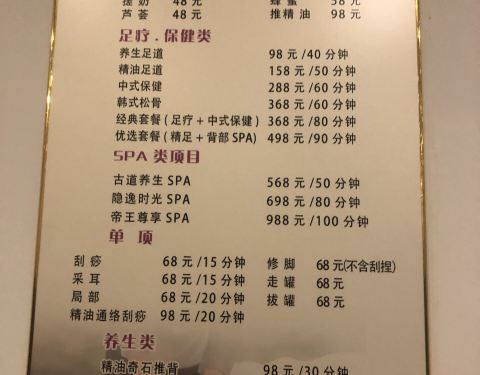 搓奶 48元 蜂蜜 58元
芦荟 48元 推精油 98元
足疗.保健类
养生足道 98元/40分钟
精油足道 158元/50分钟
中式保健 288元/60分钟
韩式松骨 368元/60分钟
经典套餐(足疗+中式保健) 368元/80分钟
优选套餐(精足+背部SPA) 498元/90分钟
SPA类项目
古道养生SPA 568元/50分钟
隐逸时光SPA 698元/80分钟
帝王尊享SPA 988元/100分钟
单项
刮痧 68元/15分钟 修脚 68元(不含刮捏)
采耳 68元/15分钟 走罐 68元
局部 68元/20分钟 拔罐 68元
精油通络刮痧 98元/20分钟
养生类
精油奇石推背 98元/30分钟